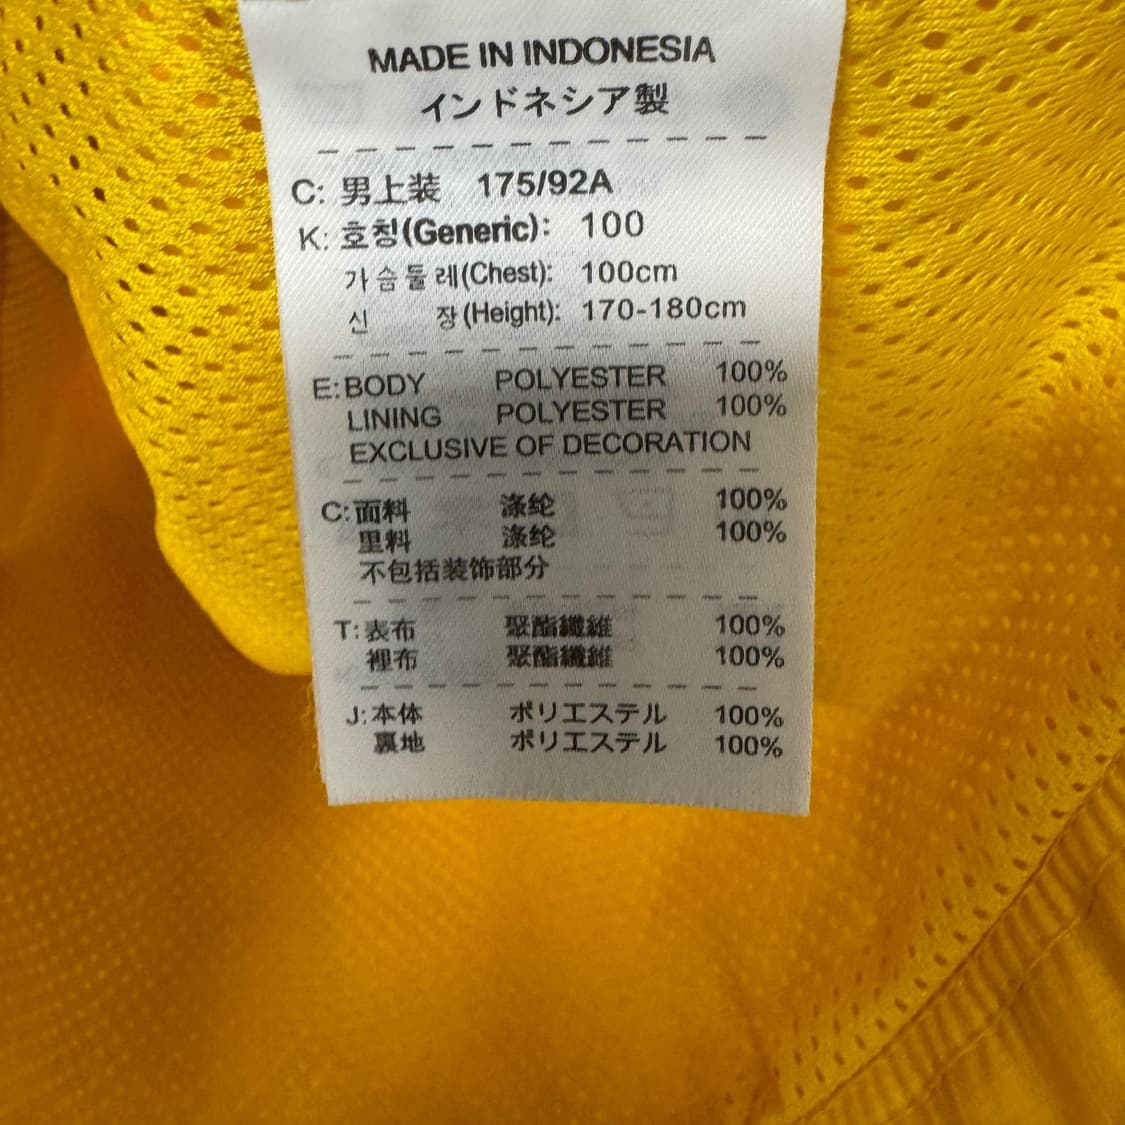 MADE IN INDONESIA
インドネシア製
C: 男上装 175/92A
K: 호칭(Generic): 100
가슴둘레(Chest): 100cm
신 장(Height): 170-180cm
E: BODY POLYESTER 100%
LINING POLYESTER 100%
EXCLUSIVE OF DECORATION
C: 面料 涤纶 100%
里料 涤纶 100%
不包括装饰部分
T: 表布 聚酯纖維 100%
裡布 聚酯纖維 100%
J: 本体 ポリエステル 100%
裏地 ポリエステル 100%